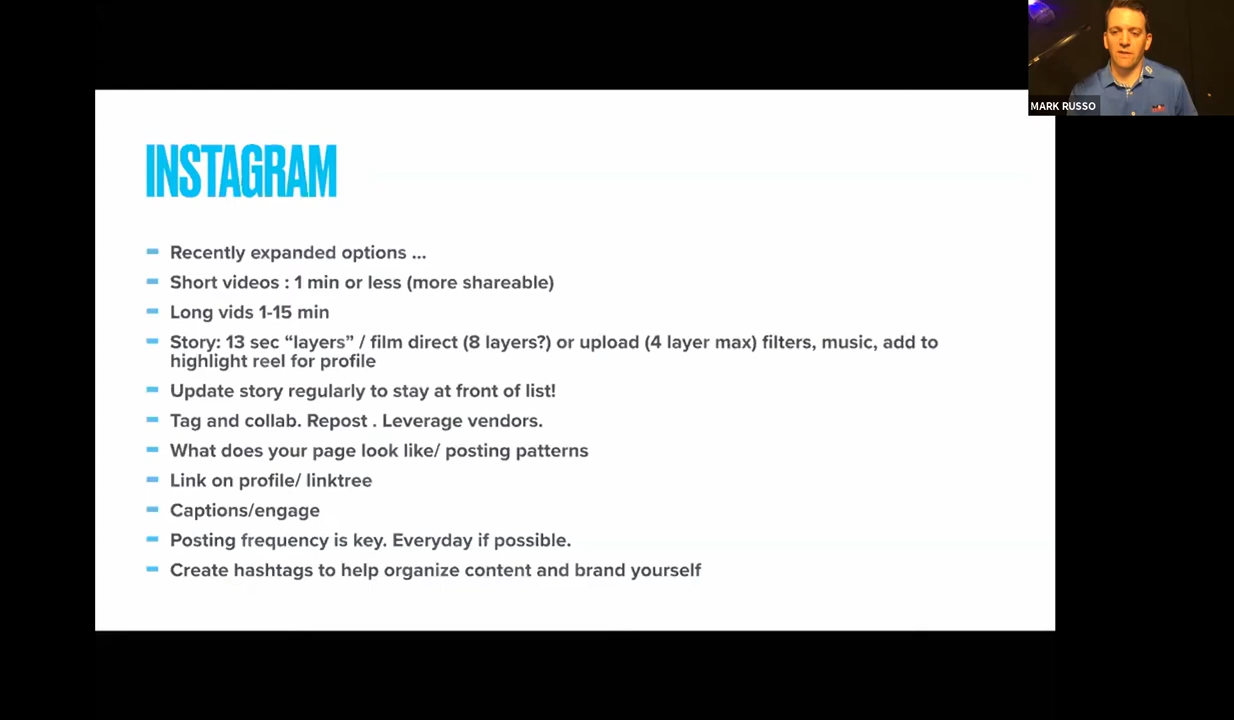 MARK RUSSO
INSTAGRAM
Recently expanded options ...
Short videos : 1 min or less (more shareable)
Long vids 1-15 min
Story: 13 sec “layers” / film direct (8 layers?) or upload (4 layer max) filters, music, add to
highlight reel for profile
Update story regularly to stay at front of list!
Tag and collab. Repost . Leverage vendors.
What does your page look like/ posting patterns
Link on profile/ linktree
Captions/engage
Posting frequency is key. Everyday if possible.
Create hashtags to help organize content and brand yourself